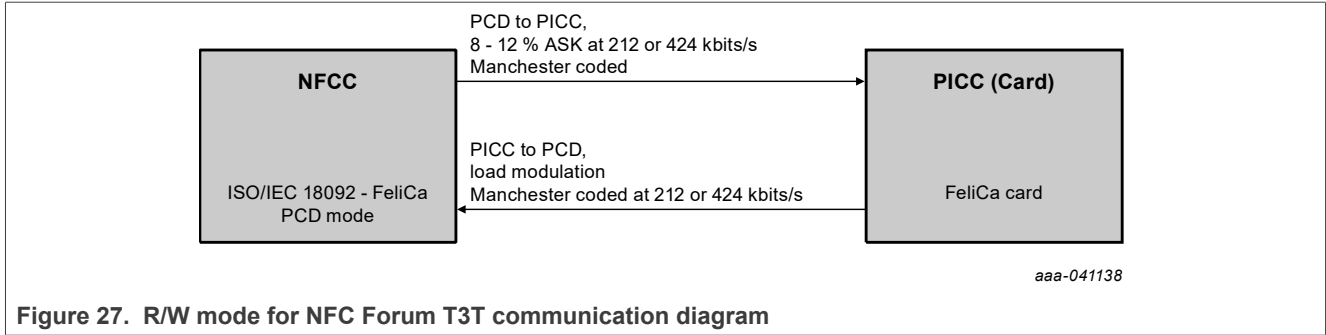 PCD to PICC,
8 - 12 % ASK at 212 or 424 kbits/s
Manchester coded
NFCC
PICC (Card)
PICC to PCD,
load modulation
Manchester coded at 212 or 424 kbits/s
ISO/IEC 18092 - FeliCa
PCD mode
FeliCa card
aaa-041138
Figure 27. R/W mode for NFC Forum T3T communication diagram